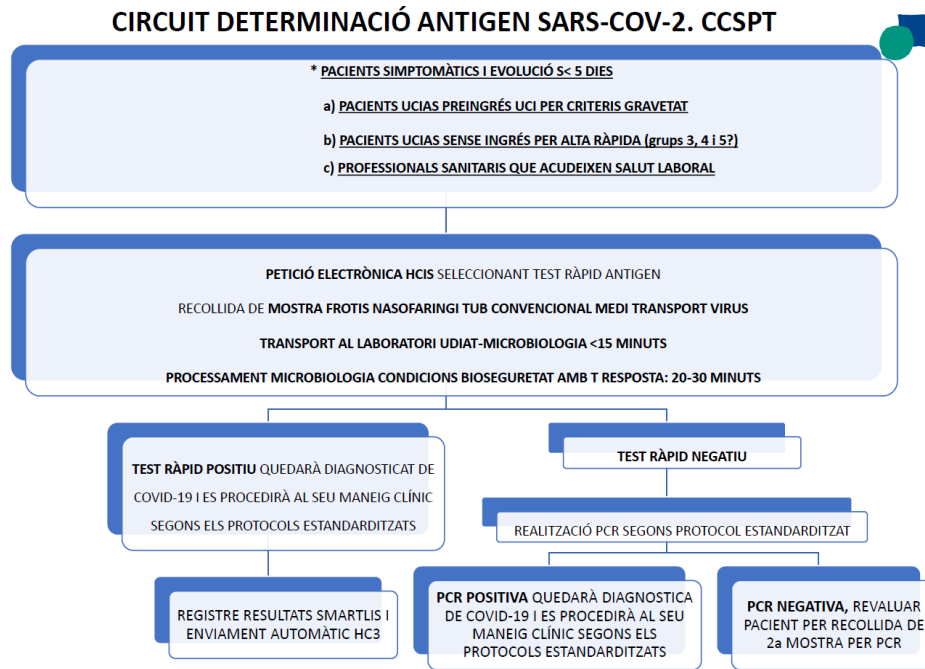 CIRCUIT DETERMINACIÓ ANTIGEN SARS-COV-2. CCSPT
* PACIENTS SIMPTOMÀTICS I EVOLUCIÓ S< 5 DIES
a) PACIENTS UCIAS PREINGRÉS UCI PER CRITERIS GRAVETAT
b) PACIENTS UCIAS SENSE INGRÉS PER ALTA RÀPIDA (grups 3, 4 i 5?)
c) PROFESSIONALS SANITARIS QUE ACUDEIXEN SALUT LABORAL
PETICIÓ ELECTRÒNICA HCIS SELECCIONANT TEST RÀPID ANTIGEN
RECOLLIDA DE MOSTRA FROTIS NASOFARINGI TUB CONVENCIONAL MEDI TRANSPORT VIRUS
TRANSPORT AL LABORATORI UDIAT-MICROBIOLOGIA <15 MINUTS
PROCESSAMENT MICROBIOLOGIA CONDICIONS BIOSEGURETAT AMB T RESPOSTA: 20-30 MINUTS
TEST RÀPID POSITIU QUEDARÀ DIAGNOSTICAT DE
COVID-19 I ES PROCEDIRÀ AL SEU MANEIG CLÍNIC
SEGONS ELS PROTOCOLS ESTANDARDITZATS
REGISTRE RESULTATS SMARTLIS I
ENVIAMENT AUTOMÀTIC HC3
TEST RÀPID NEGATIU
REALITZACIÓ PCR SEGONS PROTOCOL ESTANDARDITZAT
PCR POSITIVA QUEDARÀ DIAGNOSTICA
DE COVID-19 I ES PROCEDIRÀ AL SEU
MANEIG CLÍNIC SEGONS ELS
PROTOCOLS ESTANDARDITZATS
PCR NEGATIVA, REVALUAR
PACIENT PER RECOLLIDA DE
2a MOSTRA PER PCR